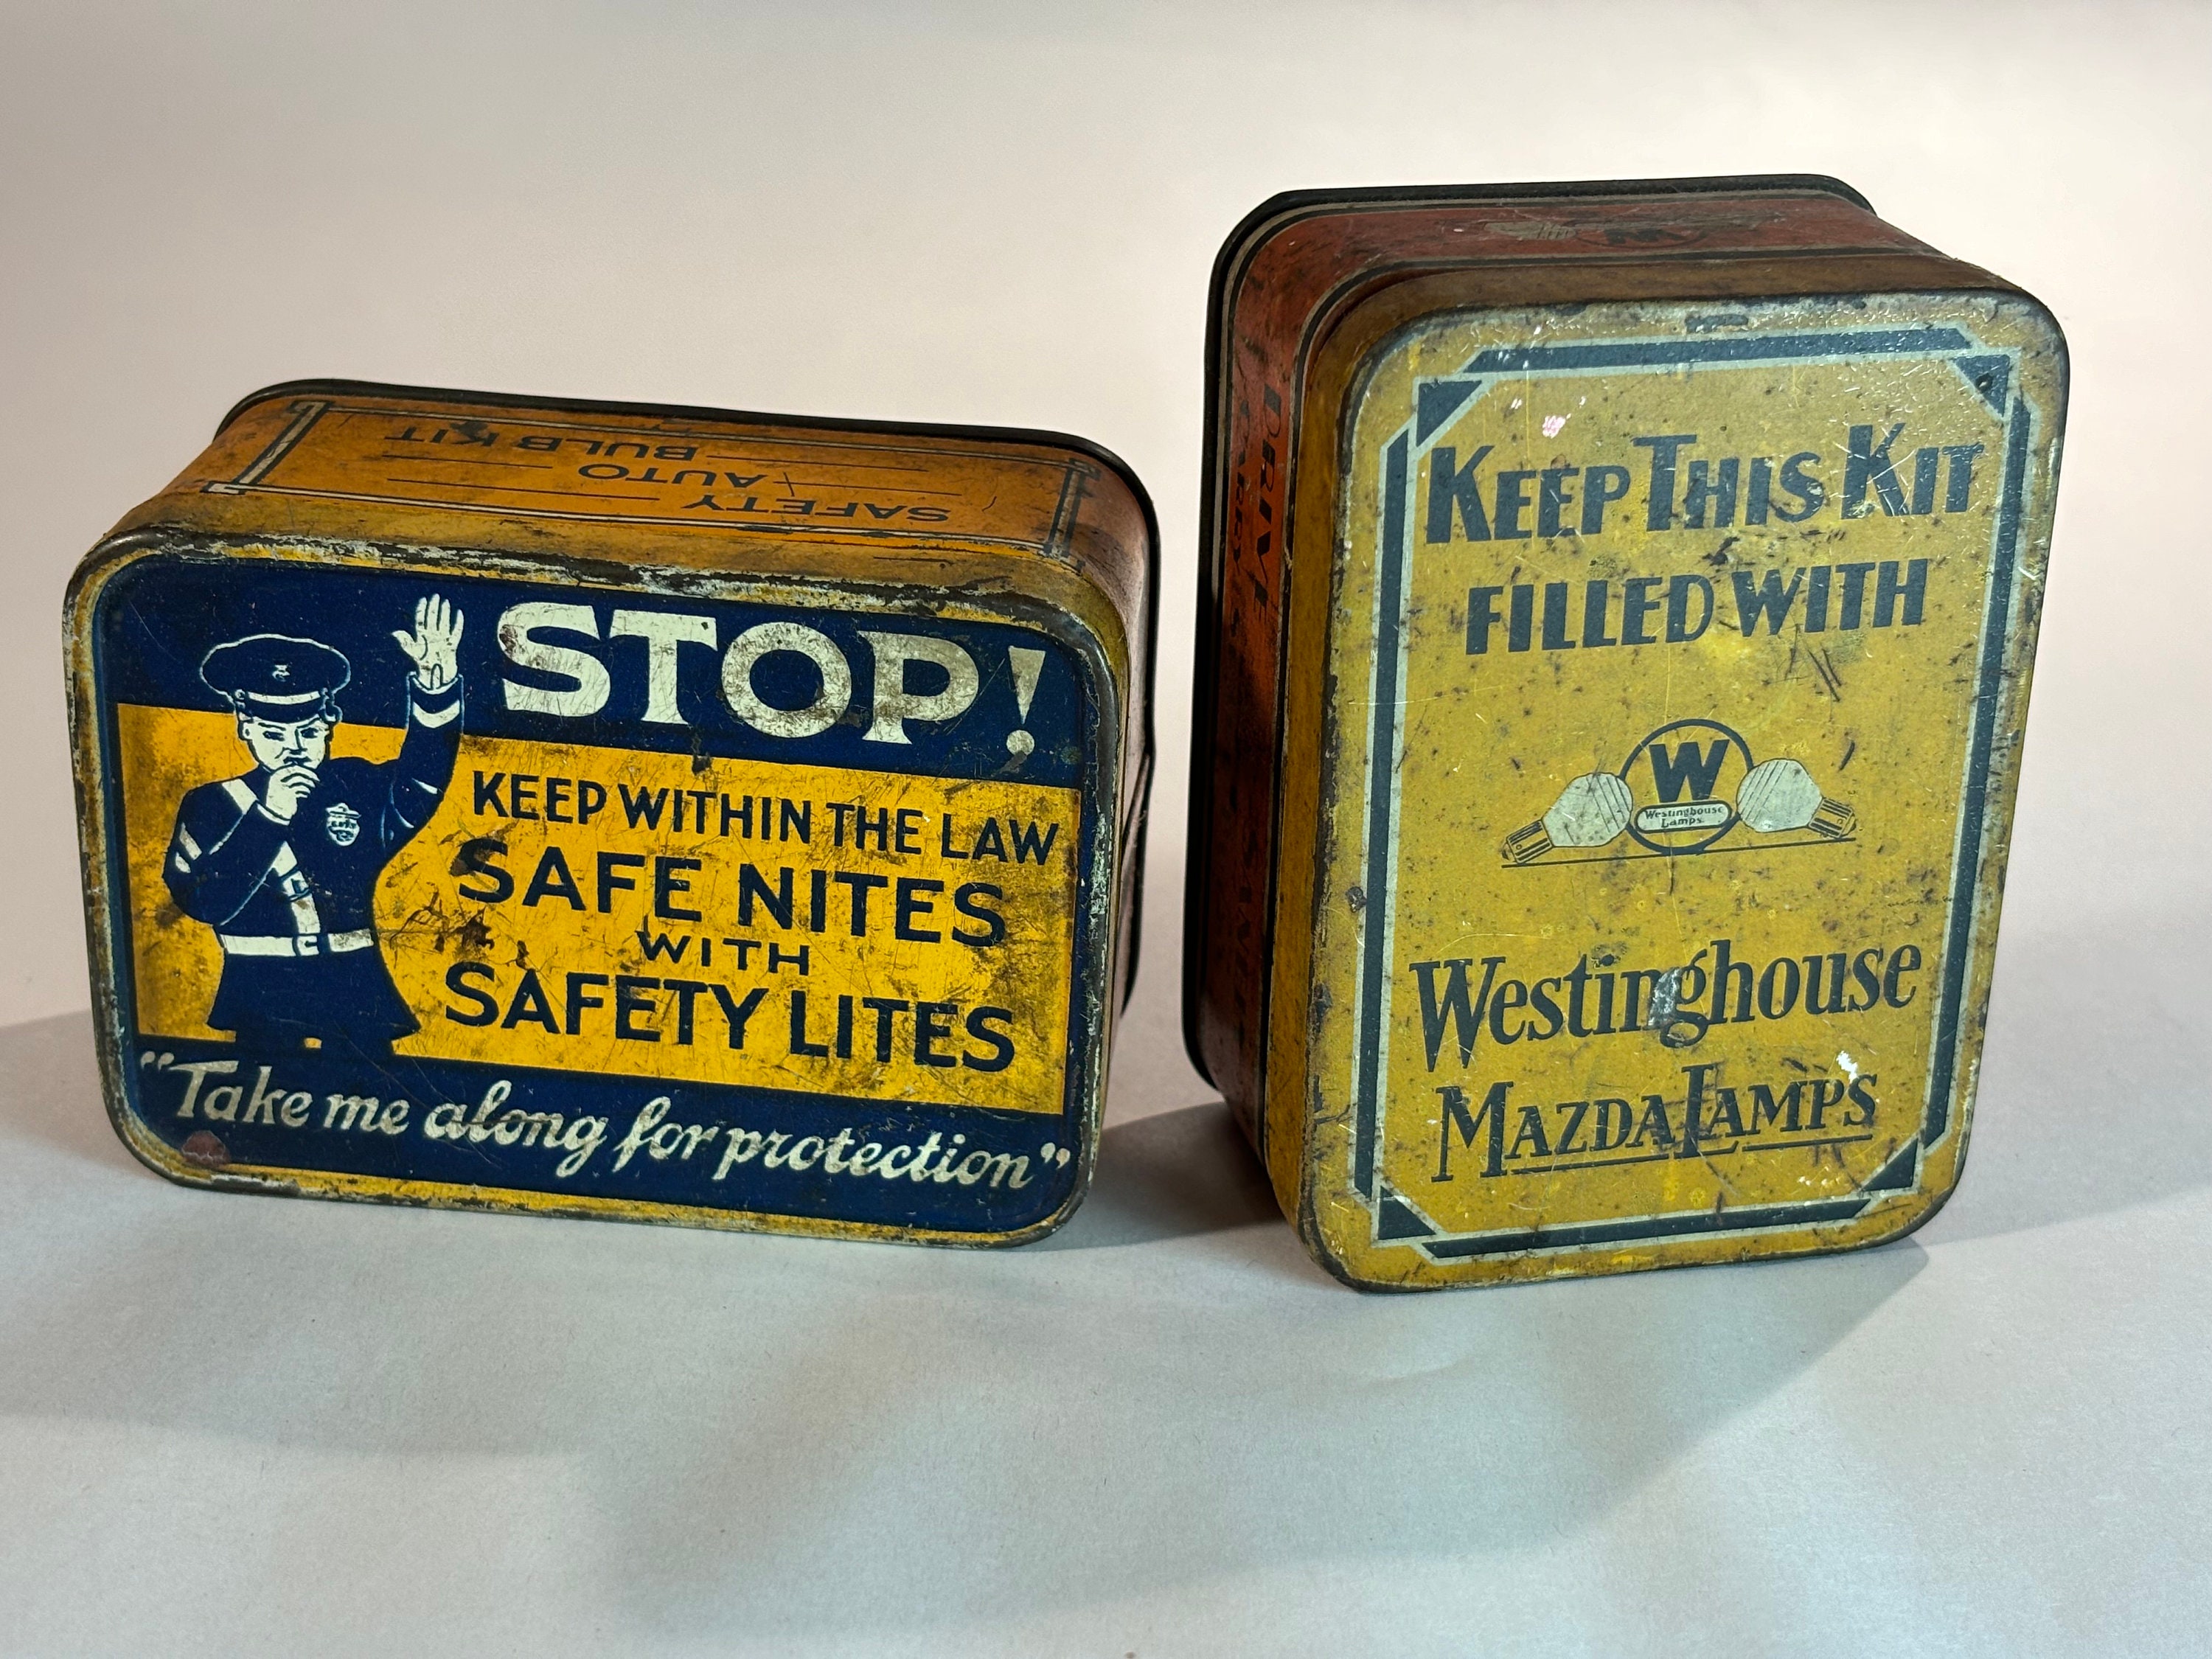 SAFETY
AUTO
BULB KIT
STOP!
KEEP WITHIN THE LAW
SAFE NITES
WITH
SAFETY LITES
"Take me along for protection"
DRIVE
SAFELY
W
KEEP THIS KIT
FILLED WITH
W
Westinghouse
Lamps
Westinghouse
MAZDA LAMPS